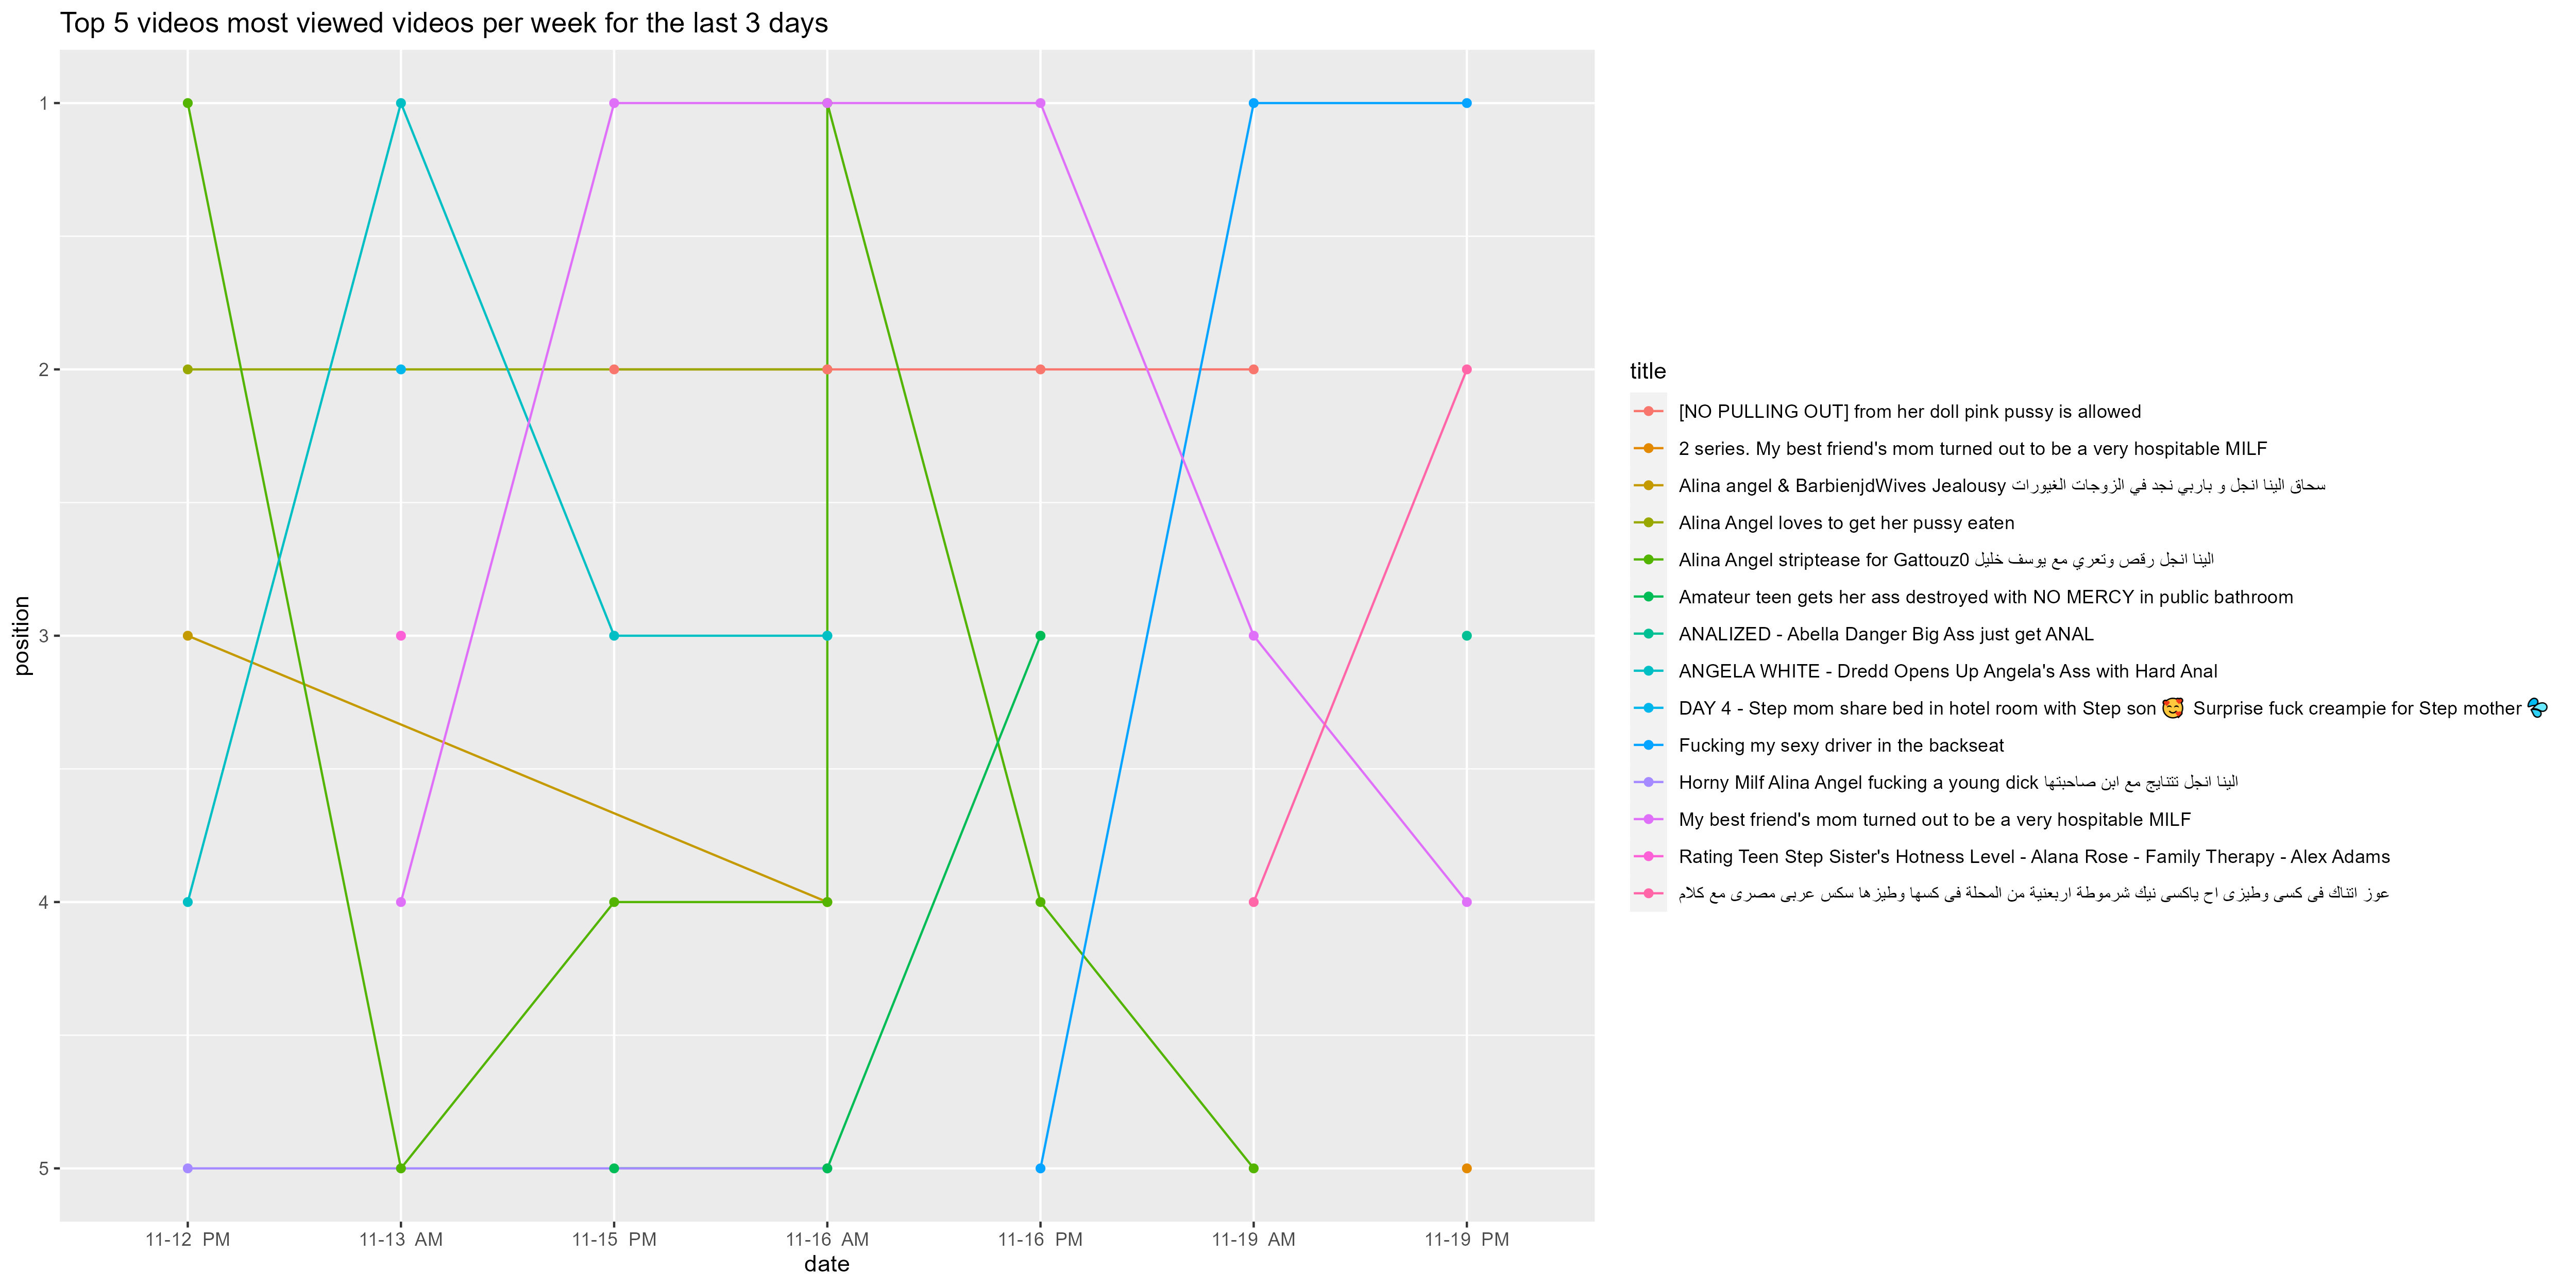 Top 5 videos most viewed videos per week for the last 3 days
position
1
2
3
4
5
11-12 PM
11-13 AM
11-15 PM
11-16 AM
11-16 PM
11-19 AM
11-19 PM
date
title
[NO PULLING OUT] from her doll pink pussy is allowed
2 series. My best friend's mom turned out to be a very hospitable MILF
Alina angel & BarbienjdWives Jealousy سحاق الينا انجل و باربي نجد في الزوجات الغيورات
Alina Angel loves to get her pussy eaten
Alina Angel striptease for Gattouz0 الينا انجل رقص وتعري مع يوسف خليل
Amateur teen gets her ass destroyed with NO MERCY in public bathroom
ANALIZED - Abella Danger Big Ass just get ANAL
ANGELA WHITE - Dredd Opens Up Angela's Ass with Hard Anal
DAY 4 - Step mom share bed in hotel room with Step son 🥰 Surprise fuck creampie for Step mother 💦
Fucking my sexy driver in the backseat
Horny Milf Alina Angel fucking a young dick الينا انجل تتنايج مع ابن صاحبتها
My best friend's mom turned out to be a very hospitable MILF
Rating Teen Step Sister's Hotness Level - Alana Rose - Family Therapy - Alex Adams
عوز اتناك فى كسى وطيزى اح ياكسى نيك شرموطة اربعنية من المحلة فى كسها وطيزها سكس عربى مصرى مع كلام